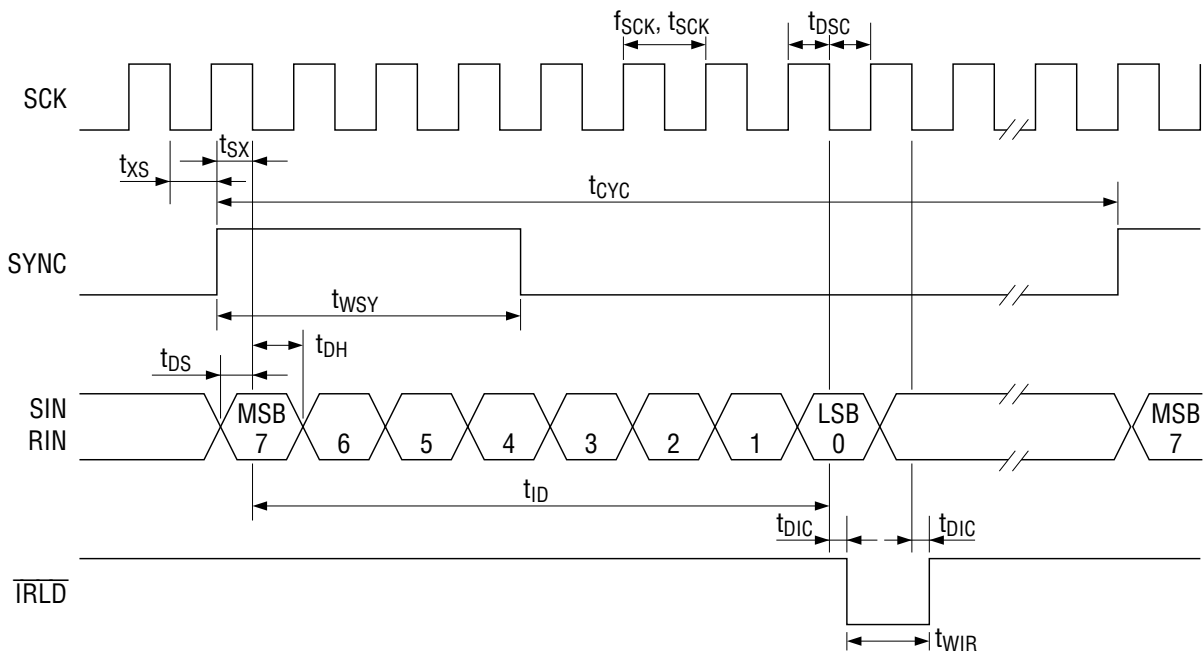 fSCK, tSCK
tDSC
SCK
tSX
tXS
tCYC
SYNC
tWSY
tDS
tDH
SIN
RIN
MSB
7
6
5
4
3
2
1
LSB
0
MSB
7
tID
tDIC
tDIC
IRLD
tWIR